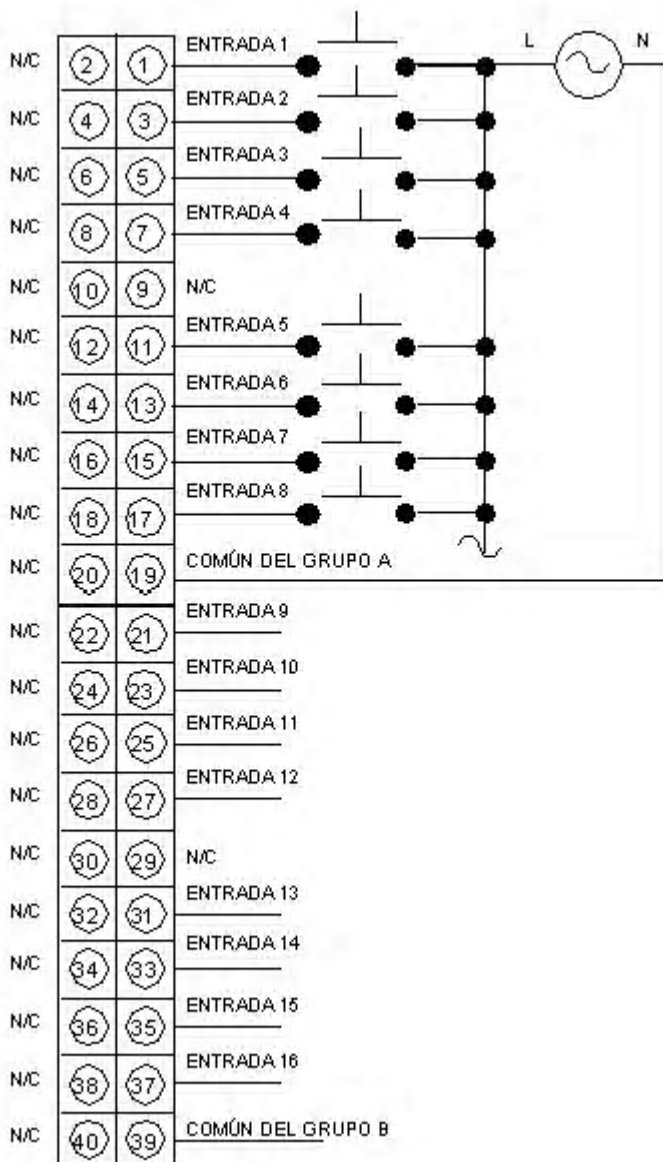 L N
N/C 2 1 ENTRADA 1
N/C 4 3 ENTRADA 2
N/C 6 5 ENTRADA 3
N/C 8 7 ENTRADA 4
N/C 10 9 N/C
N/C 12 11 ENTRADA 5
N/C 14 13 ENTRADA 6
N/C 16 15 ENTRADA 7
N/C 18 17 ENTRADA 8
N/C 20 19 COMÚN DEL GRUPO A
N/C 22 21 ENTRADA 9
N/C 24 23 ENTRADA 10
N/C 26 25 ENTRADA 11
N/C 28 27 ENTRADA 12
N/C 30 29 N/C
N/C 32 31 ENTRADA 13
N/C 34 33 ENTRADA 14
N/C 36 35 ENTRADA 15
N/C 38 37 ENTRADA 16
N/C 40 39 COMÚN DEL GRUPO B